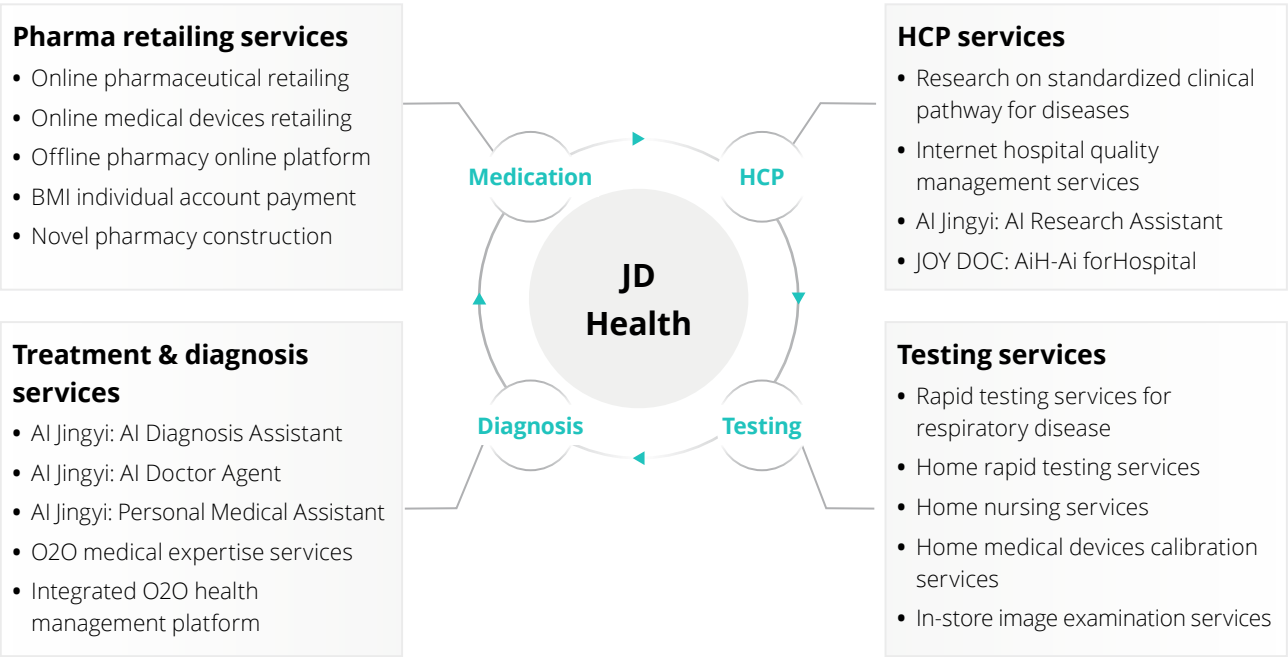 Pharma retailing services
• Online pharmaceutical retailing
• Online medical devices retailing
• Offline pharmacy online platform
• BMI individual account payment
• Novel pharmacy construction
HCP services
• Research on standardized clinical
pathway for diseases
• Internet hospital quality
management services
• AI Jingyi: AI Research Assistant
• JOY DOC: AiH-Ai forHospital
Medication
HCP
JD
Health
Diagnosis
Testing
Treatment & diagnosis
services
• AI Jingyi: AI Diagnosis Assistant
• AI Jingyi: AI Doctor Agent
• AI Jingyi: Personal Medical Assistant
• O2O medical expertise services
• Integrated O2O health
management platform
Testing services
• Rapid testing services for
respiratory disease
• Home rapid testing services
• Home nursing services
• Home medical devices calibration
services
• In-store image examination services